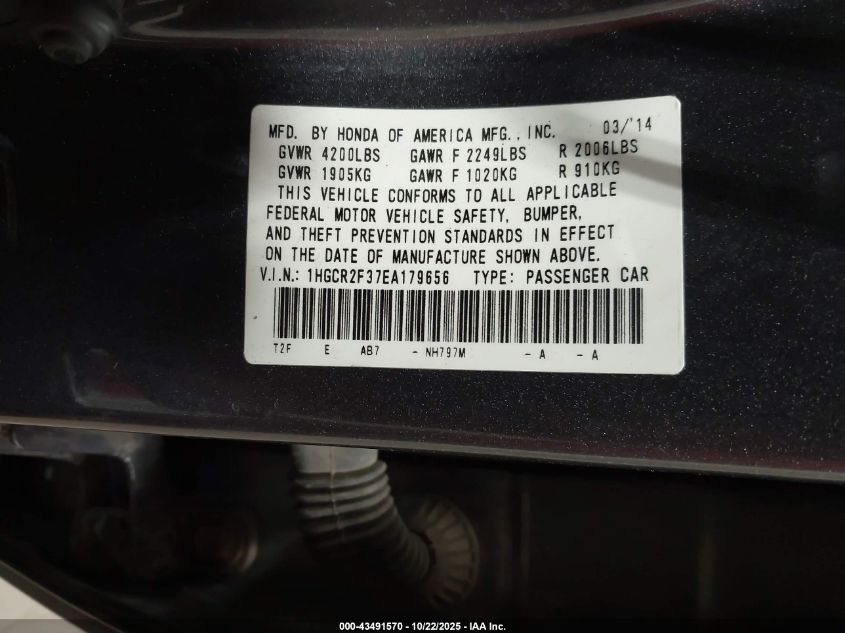 MFD. BY HONDA OF AMERICA MFG., INC. 03/'14
GVWR 4200LBS GAWR F 2249LBS R 2006LBS
GVWR 1905KG GAWR F 1020KG R 910KG
THIS VEHICLE CONFORMS TO ALL APPLICABLE
FEDERAL MOTOR VEHICLE SAFETY, BUMPER,
AND THEFT PREVENTION STANDARDS IN EFFECT
ON THE DATE OF MANUFACTURE SHOWN ABOVE.
V.I.N.: 1HGCR2F37EA179656 TYPE: PASSENGER CAR
T2F E AB7 - NH797M - A - A
000-43491570 - 10/22/2025 - IAA Inc.